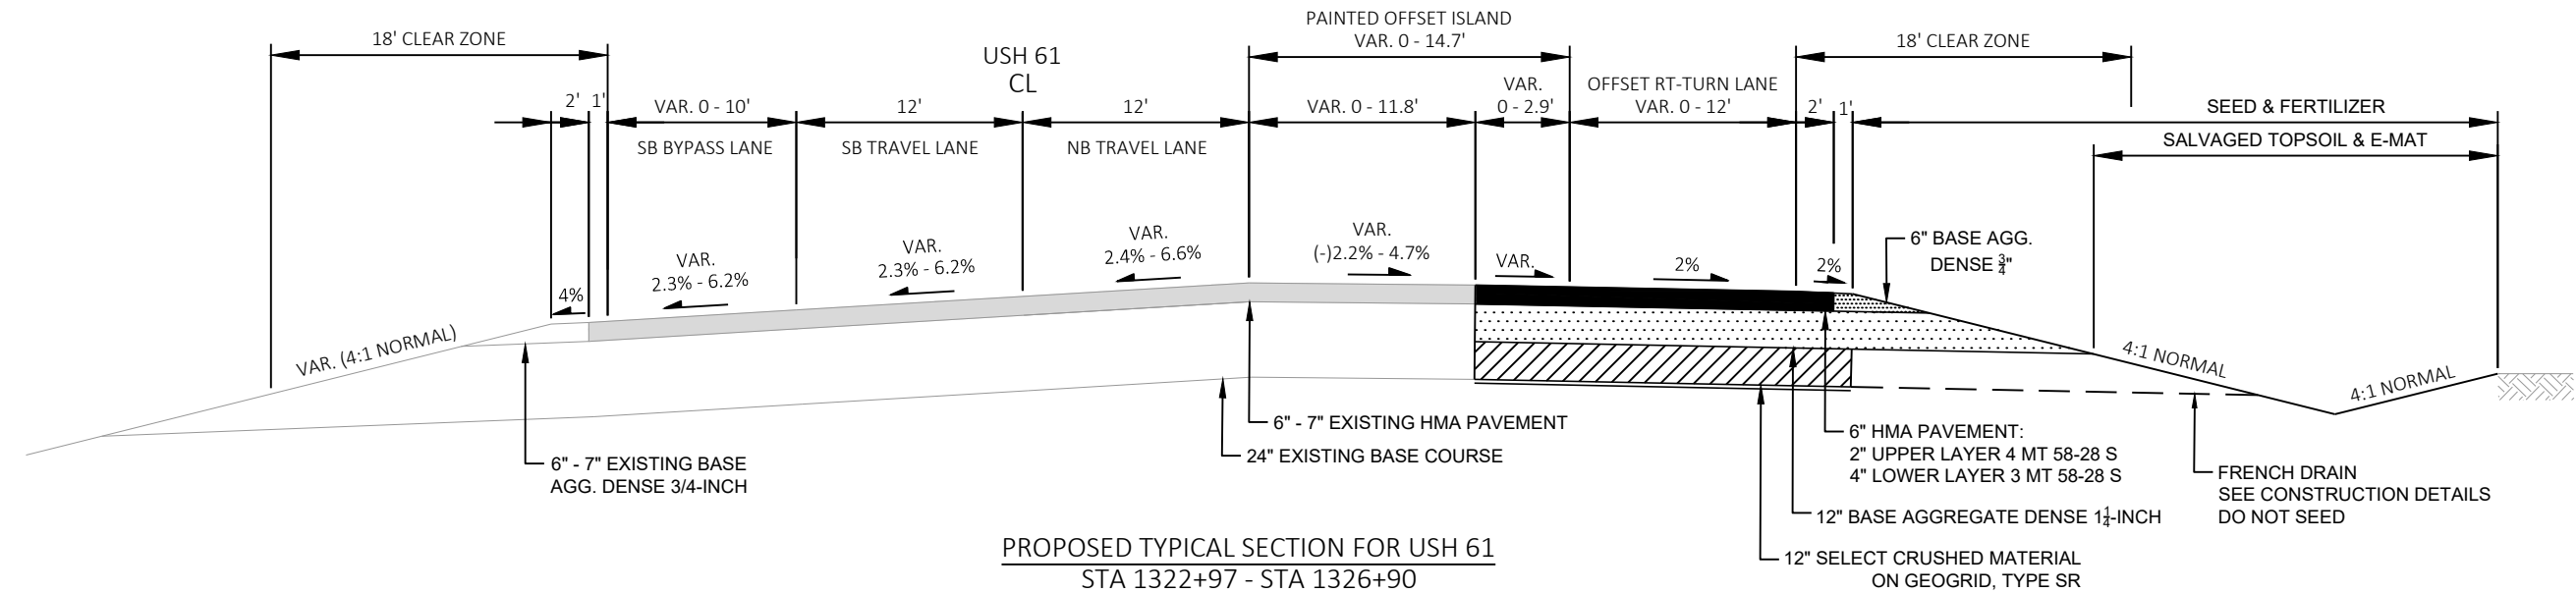 PAINTED OFFSET ISLAND
VAR. 0 - 14.7'
18' CLEAR ZONE
USH 61
CL
18' CLEAR ZONE
2'
1'
VAR. 0 - 10'
12'
12'
VAR. 0 - 11.8'
VAR.
0 - 2.9'
OFFSET RT-TURN LANE
VAR. 0 - 12'
2'
1'
SEED & FERTILIZER
SB BYPASS LANE
SB TRAVEL LANE
NB TRAVEL LANE
SALVAGED TOPSOIL & E-MAT
4%
VAR.
2.3% - 6.2%
VAR.
2.3% - 6.2%
VAR.
2.4% - 6.6%
VAR.
(-)2.2% - 4.7%
VAR.
2%
2%
6" BASE AGG.
DENSE 3/4"
VAR. (4:1 NORMAL)
4:1 NORMAL
4:1 NORMAL
6" - 7" EXISTING BASE
AGG. DENSE 3/4-INCH
6" - 7" EXISTING HMA PAVEMENT
24" EXISTING BASE COURSE
6" HMA PAVEMENT:
2" UPPER LAYER 4 MT 58-28 S
4" LOWER LAYER 3 MT 58-28 S
12" BASE AGGREGATE DENSE 1 1/4-INCH
12" SELECT CRUSHED MATERIAL
ON GEOGRID, TYPE SR
FRENCH DRAIN
SEE CONSTRUCTION DETAILS
DO NOT SEED
PROPOSED TYPICAL SECTION FOR USH 61
STA 1322+97 - STA 1326+90